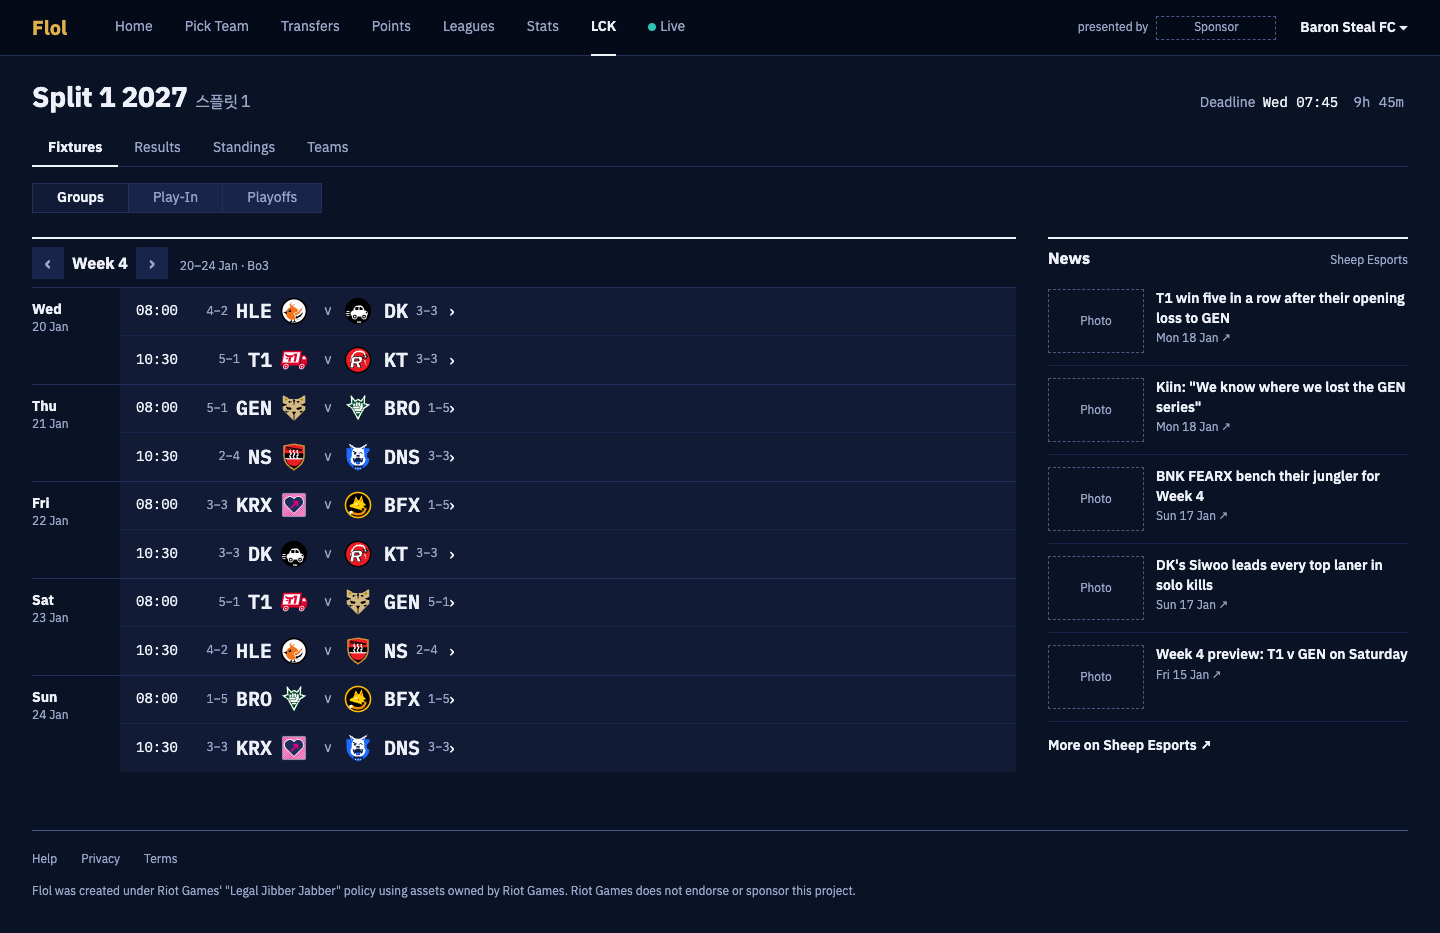 Flol
Home
Pick Team
Transfers
Points
Leagues
Stats
LCK
Live
presented by
Sponsor
Baron Steal FC
Split 1 2027 스플릿 1
Deadline Wed 07:45 9h 45m
Fixtures
Results
Standings
Teams
Groups
Play-In
Playoffs
‹ Week 4 › 20–24 Jan · Bo3
Wed
20 Jan
08:00 4–2 HLE v DK 3–3 ›
10:30 5–1 T1 v KT 3–3 ›
Thu
21 Jan
08:00 5–1 GEN v BRO 1–5 ›
10:30 2–4 NS v DNS 3–3 ›
Fri
22 Jan
08:00 3–3 KRX v BFX 1–5 ›
10:30 3–3 DK v KT 3–3 ›
Sat
23 Jan
08:00 5–1 T1 v GEN 5–1 ›
10:30 4–2 HLE v NS 2–4 ›
Sun
24 Jan
08:00 1–5 BRO v BFX 1–5 ›
10:30 3–3 KRX v DNS 3–3 ›
News
Sheep Esports
Photo
T1 win five in a row after their opening
loss to GEN
Mon 18 Jan ↗
Photo
Kiin: "We know where we lost the GEN
series"
Mon 18 Jan ↗
Photo
BNK FEARX bench their jungler for
Week 4
Sun 17 Jan ↗
Photo
DK's Siwoo leads every top laner in
solo kills
Sun 17 Jan ↗
Photo
Week 4 preview: T1 v GEN on Saturday
Fri 15 Jan ↗
More on Sheep Esports ↗
Help
Privacy
Terms
Flol was created under Riot Games' "Legal Jibber Jabber" policy using assets owned by Riot Games. Riot Games does not endorse or sponsor this project.